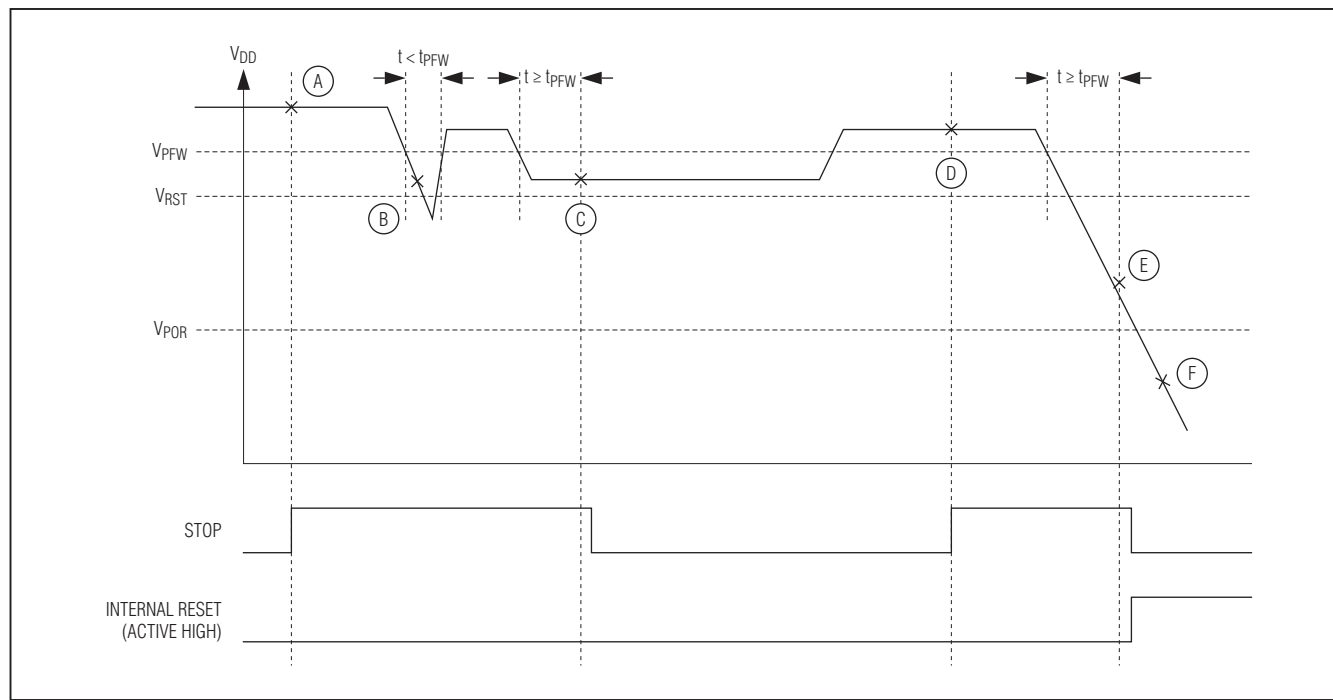 VDD
t < tPFW
t ≥ tPFW
t ≥ tPFW
A
VPFW
D
VRST
B
C
E
VPOR
F
STOP
INTERNAL RESET
(ACTIVE HIGH)